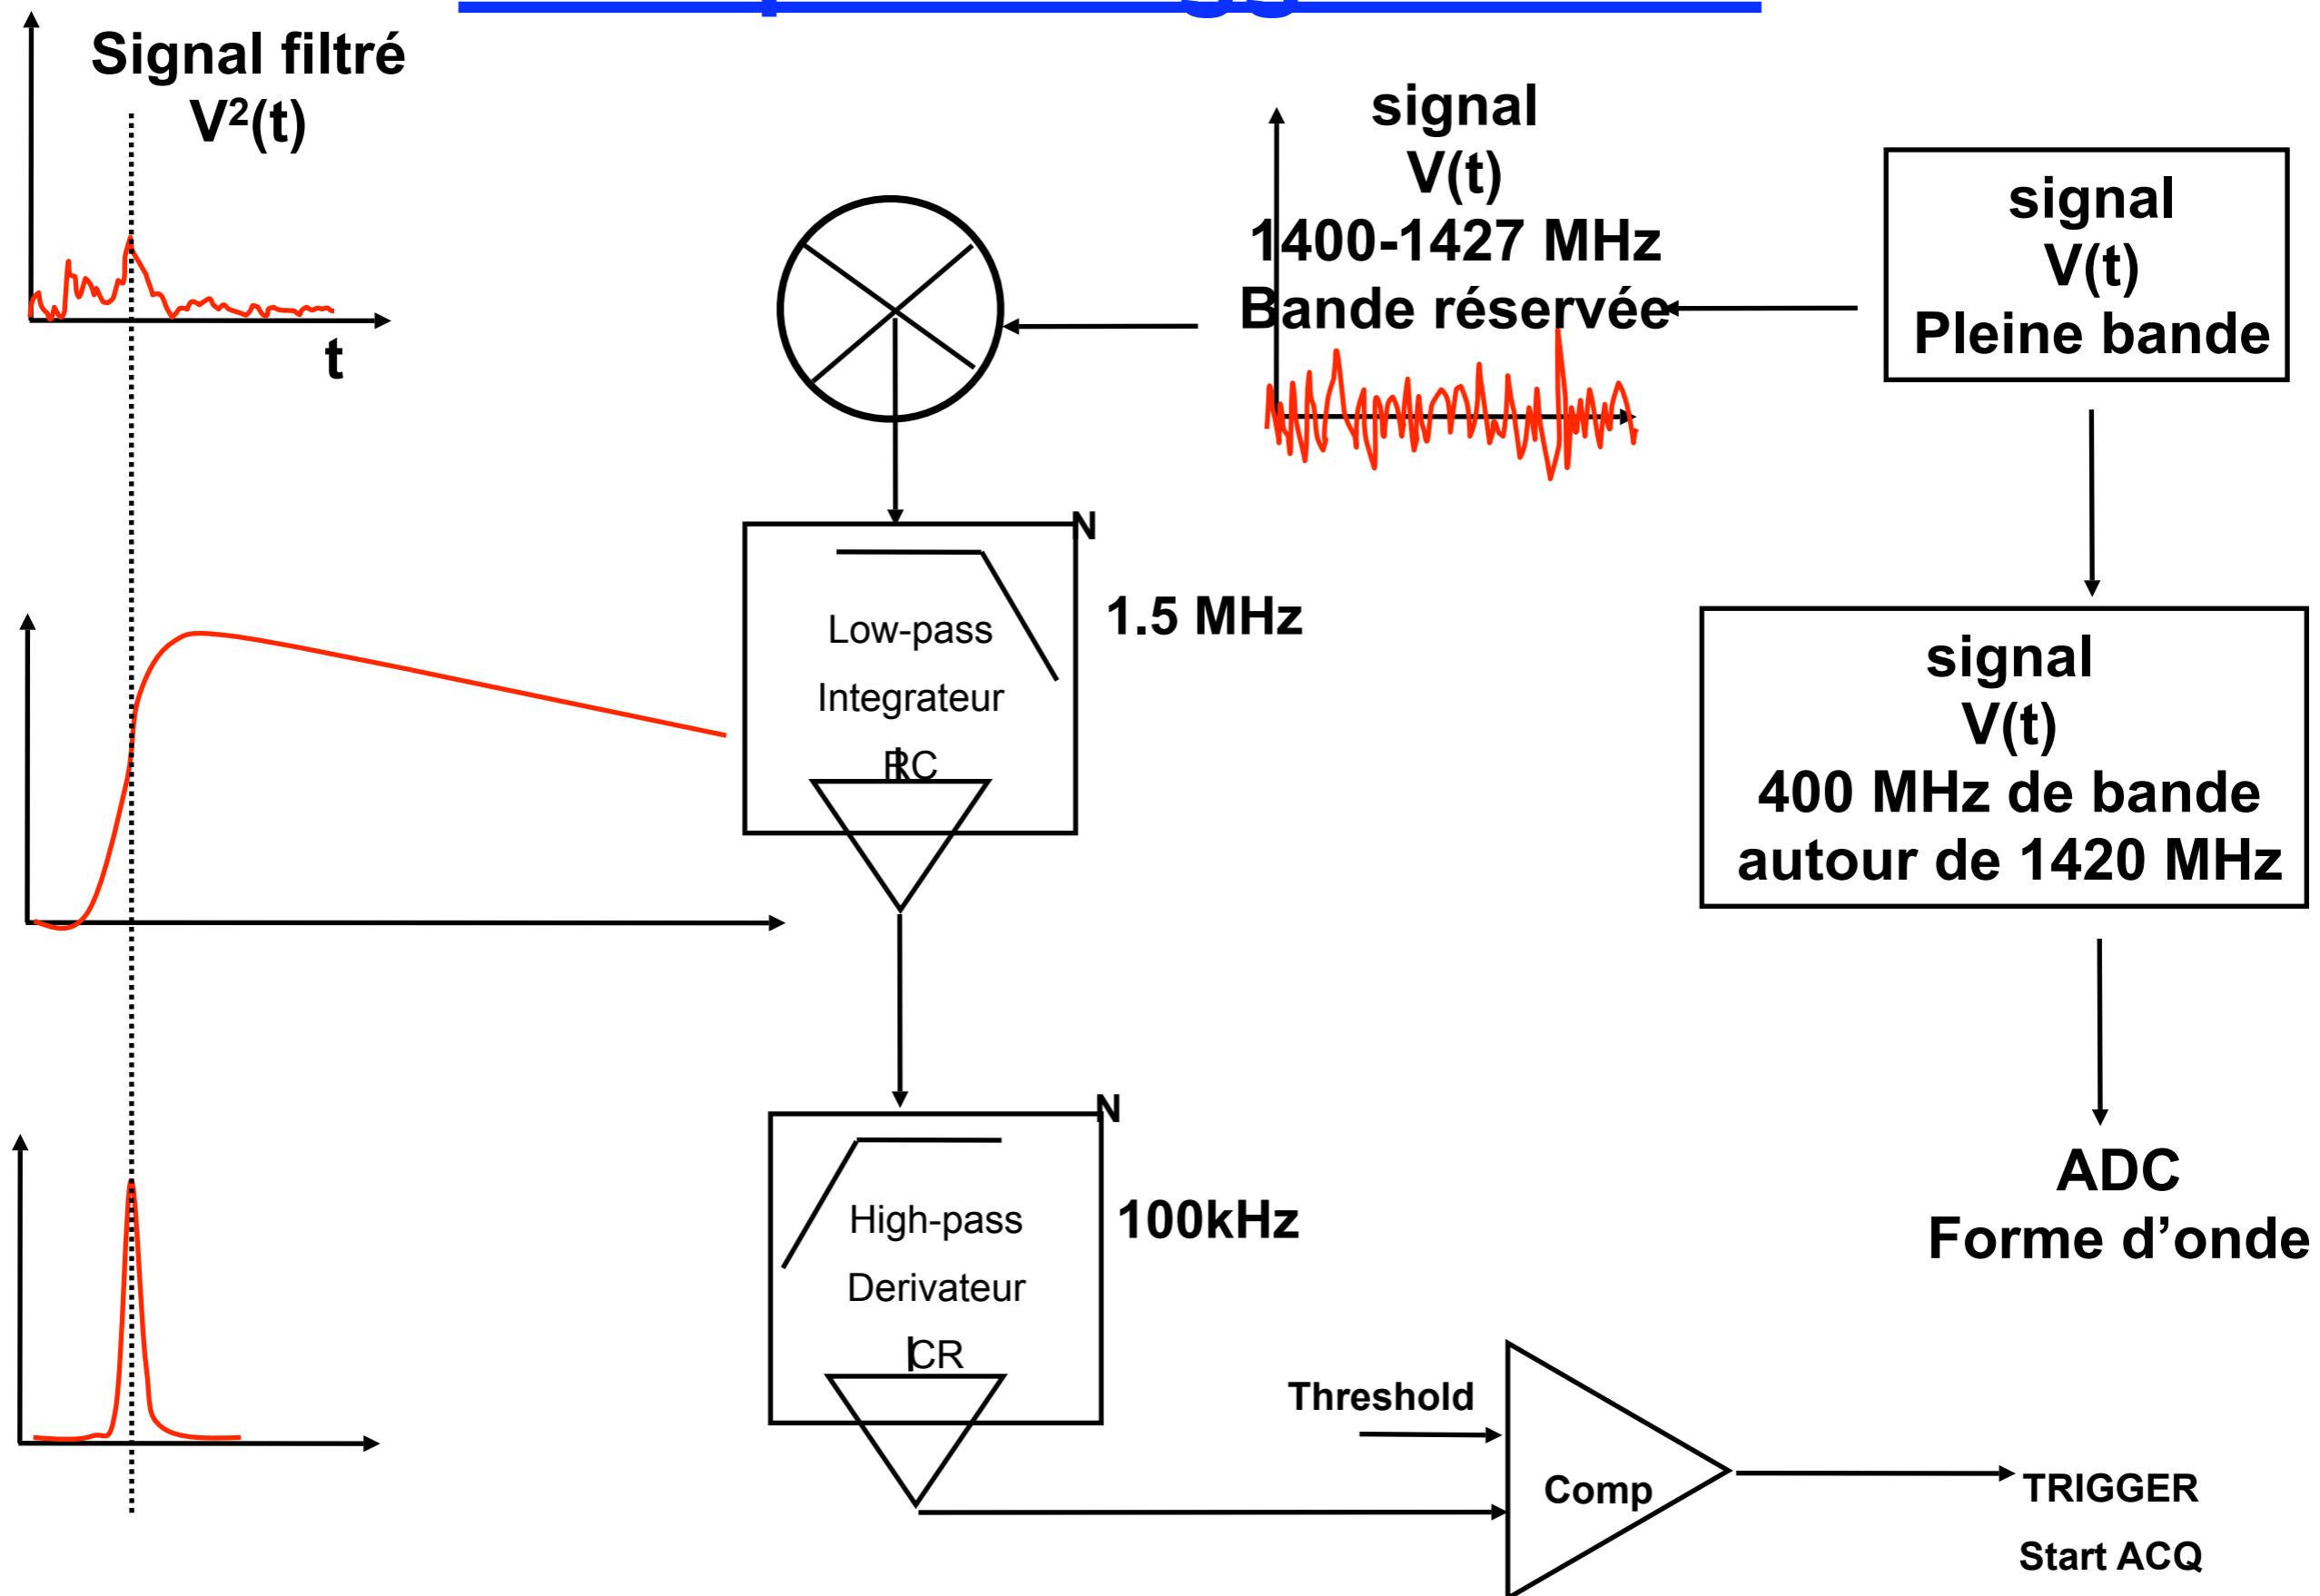 Signal filtré
V²(t)
t
signal
V(t)
1400-1427 MHz
Bande réservée
signal
V(t)
Pleine bande
N
Low-pass
Integrateur
RC
1.5 MHz
signal
V(t)
400 MHz de bande
autour de 1420 MHz
N
High-pass
Derivateur
CR
100kHz
ADC
Forme d’onde
Threshold
Comp
TRIGGER
Start ACQ